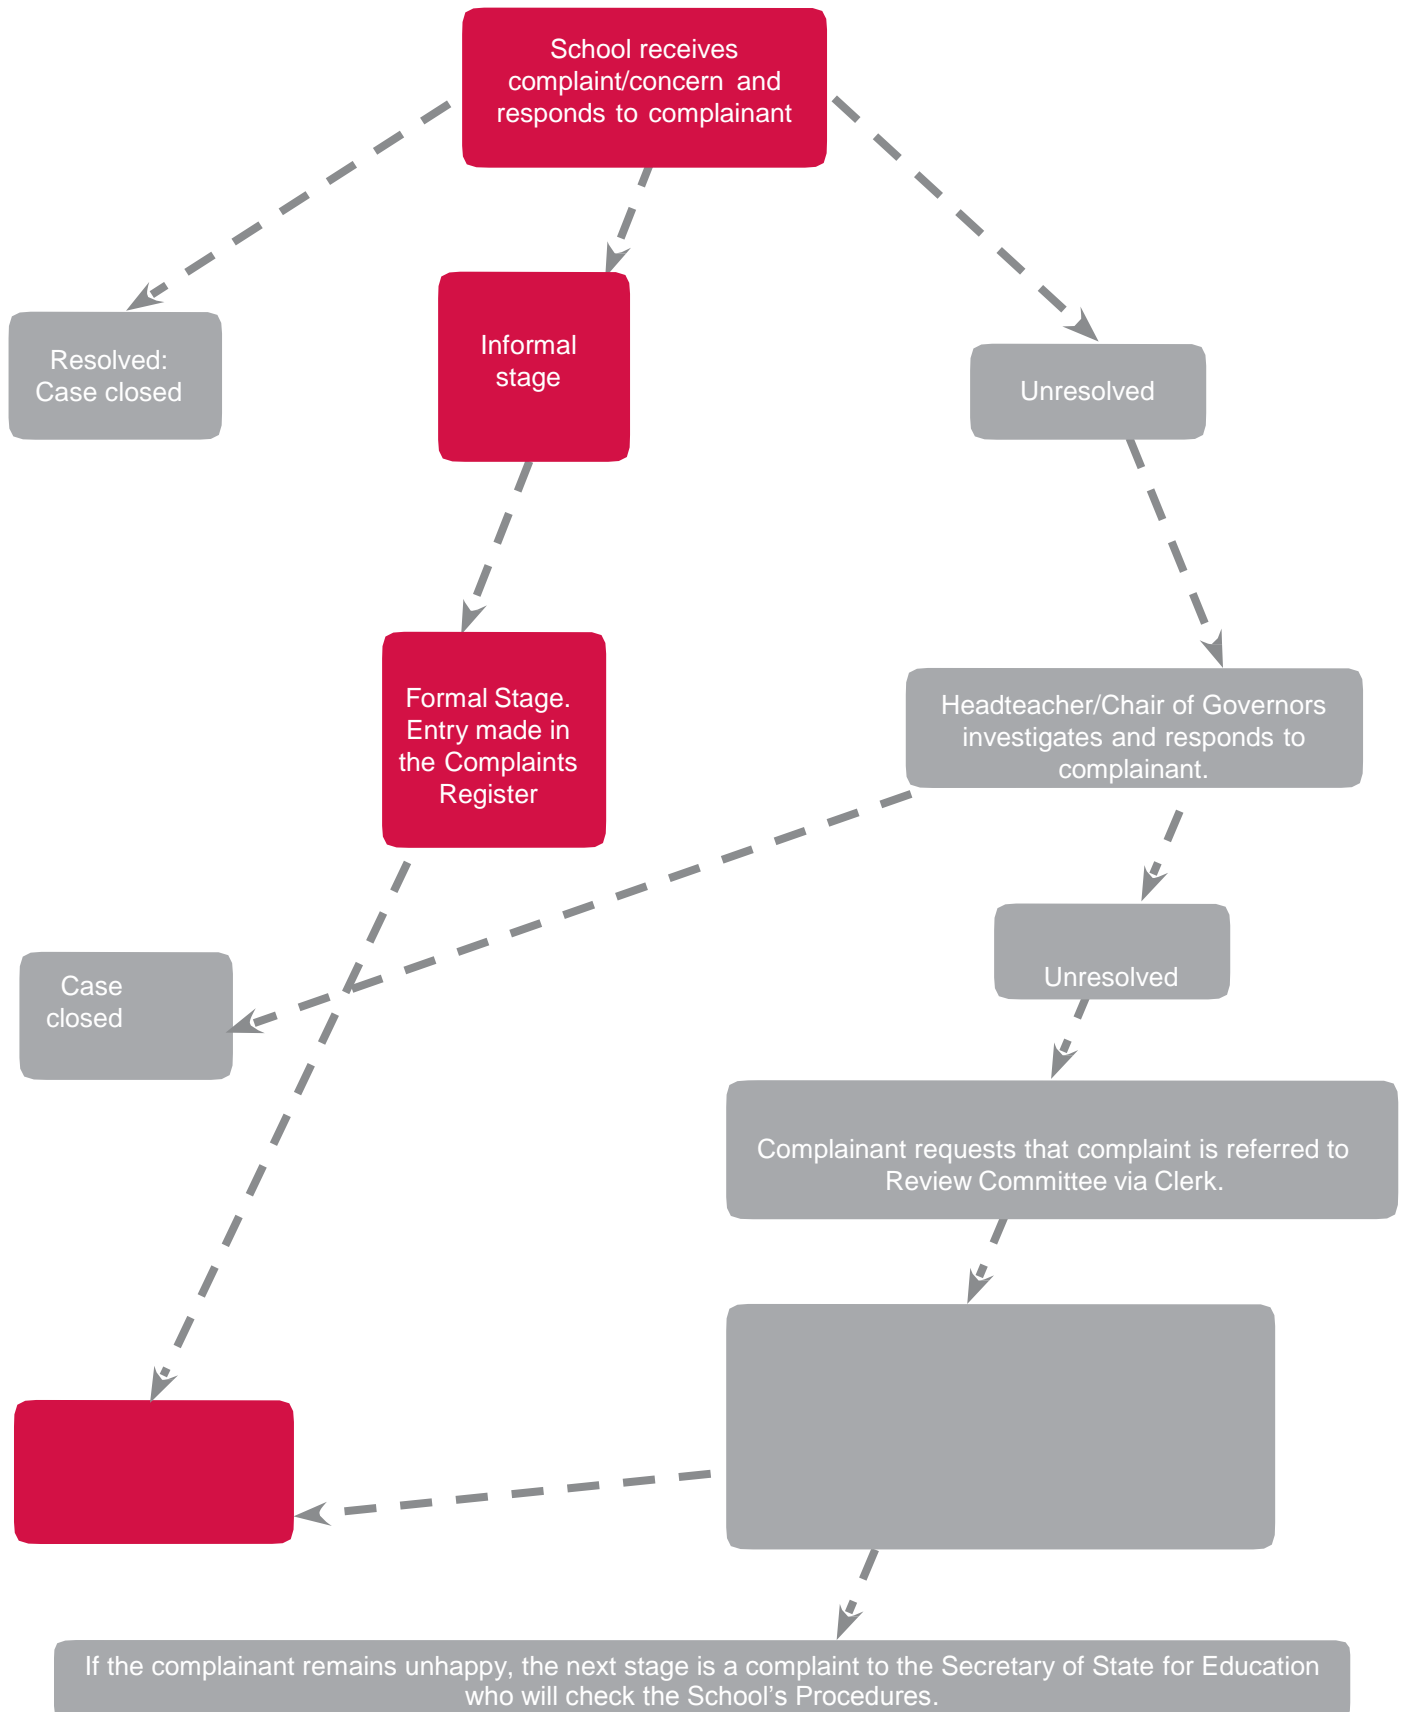 School receives
complaint/concern and
responds to complainant
Resolved:
Case closed
Informal
stage
Unresolved
Formal Stage.
Entry made in
the Complaints
Register
Headteacher/Chair of Governors
investigates and responds to
complainant.
Case
closed
Unresolved
Complainant requests that complaint is referred to
Review Committee via Clerk.
If the complainant remains unhappy, the next stage is a complaint to the Secretary of State for Education
who will check the School’s Procedures.